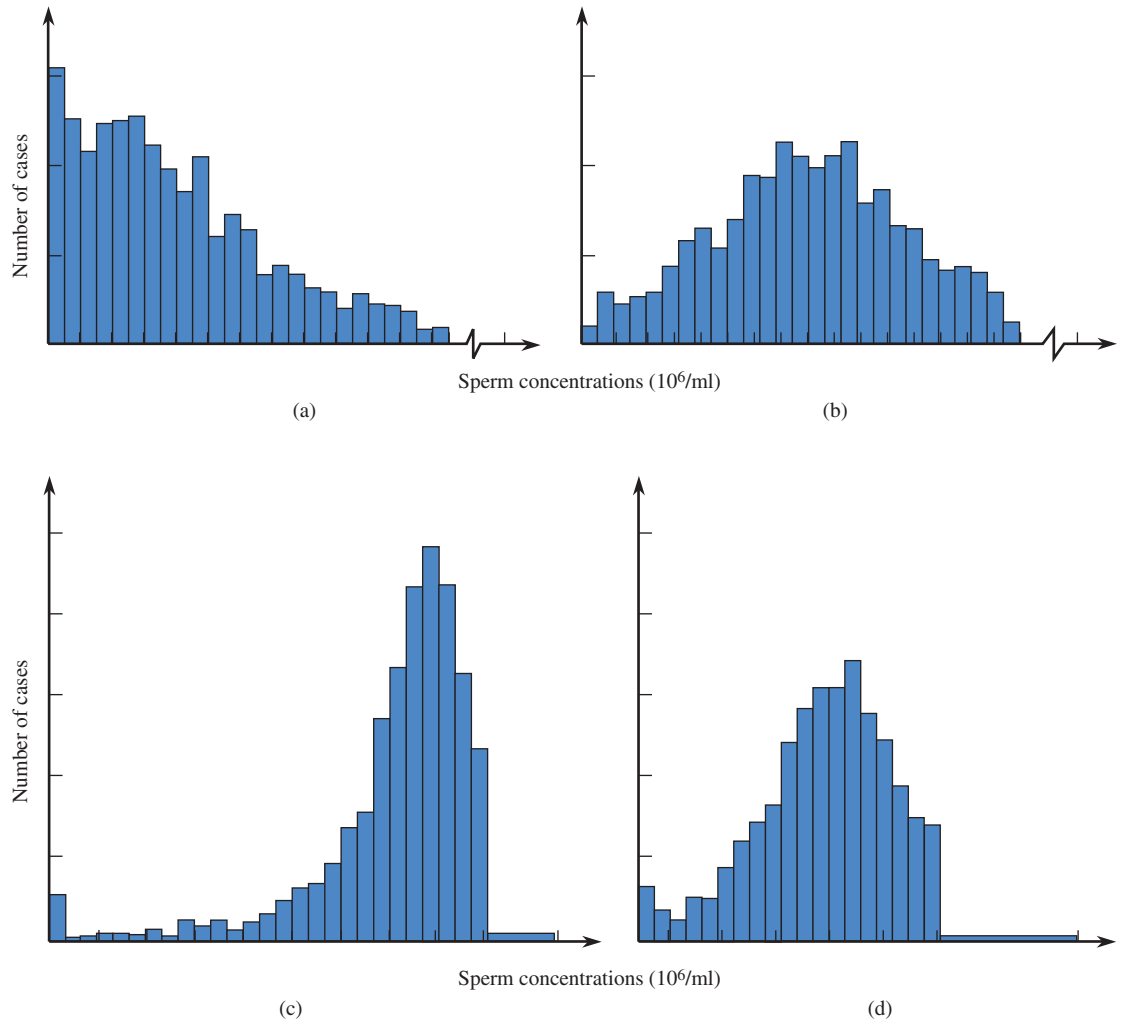 Number of cases
Sperm concentrations (10⁶/ml)
(a)
(b)
Number of cases
Sperm concentrations (10⁶/ml)
(c)
(d)